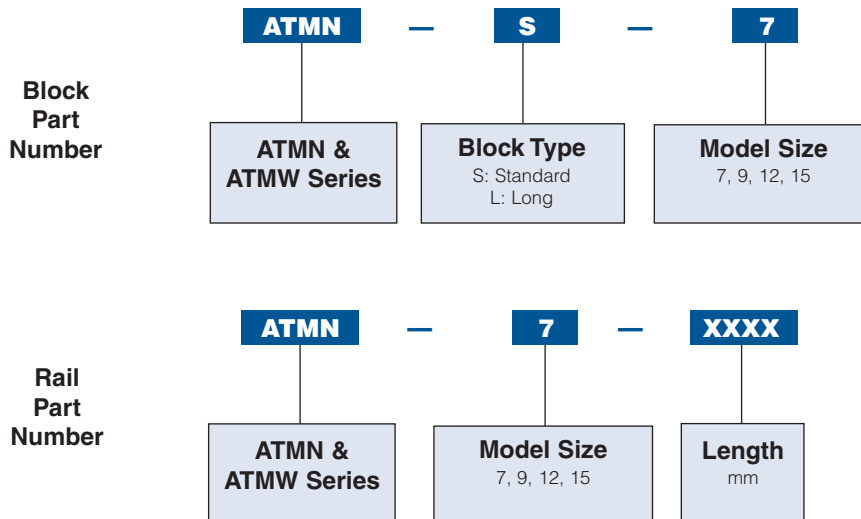 ATMN — S — 7
Block
Part
Number
ATMN &
ATMW Series
Block Type
S: Standard
L: Long
Model Size
7, 9, 12, 15
ATMN — 7 — XXXX
Rail
Part
Number
ATMN &
ATMW Series
Model Size
7, 9, 12, 15
Length
mm